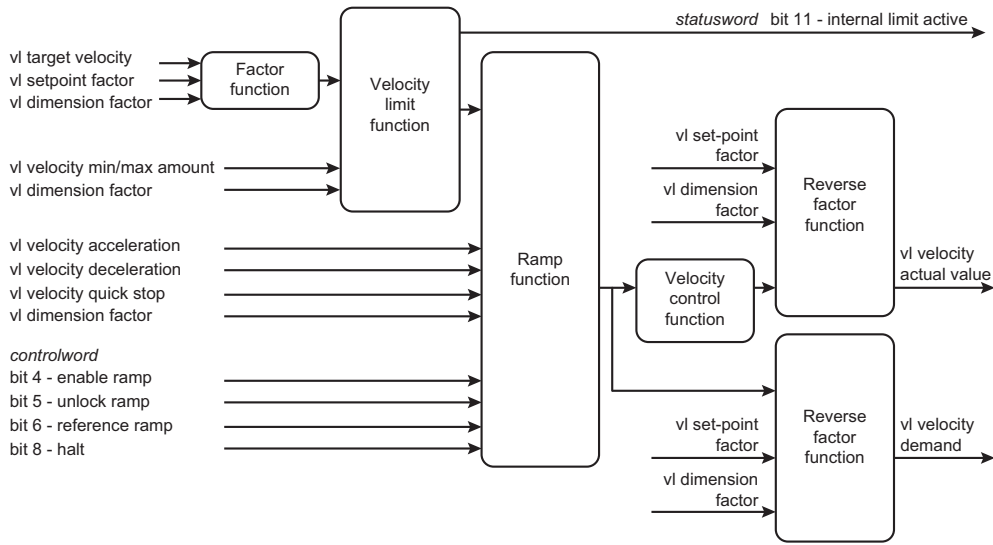 statusword bit 11 - internal limit active
vl target velocity
vl setpoint factor
vl dimension factor
Factor
function
Velocity
limit
function
vl velocity min/max amount
vl dimension factor
vl velocity acceleration
vl velocity deceleration
vl velocity quick stop
vl dimension factor
controlword
bit 4 - enable ramp
bit 5 - unlock ramp
bit 6 - reference ramp
bit 8 - halt
Ramp
function
Velocity
control
function
vl set-point
factor
vl dimension
factor
Reverse
factor
function
vl velocity
actual value
vl set-point
factor
vl dimension
factor
Reverse
factor
function
vl velocity
demand